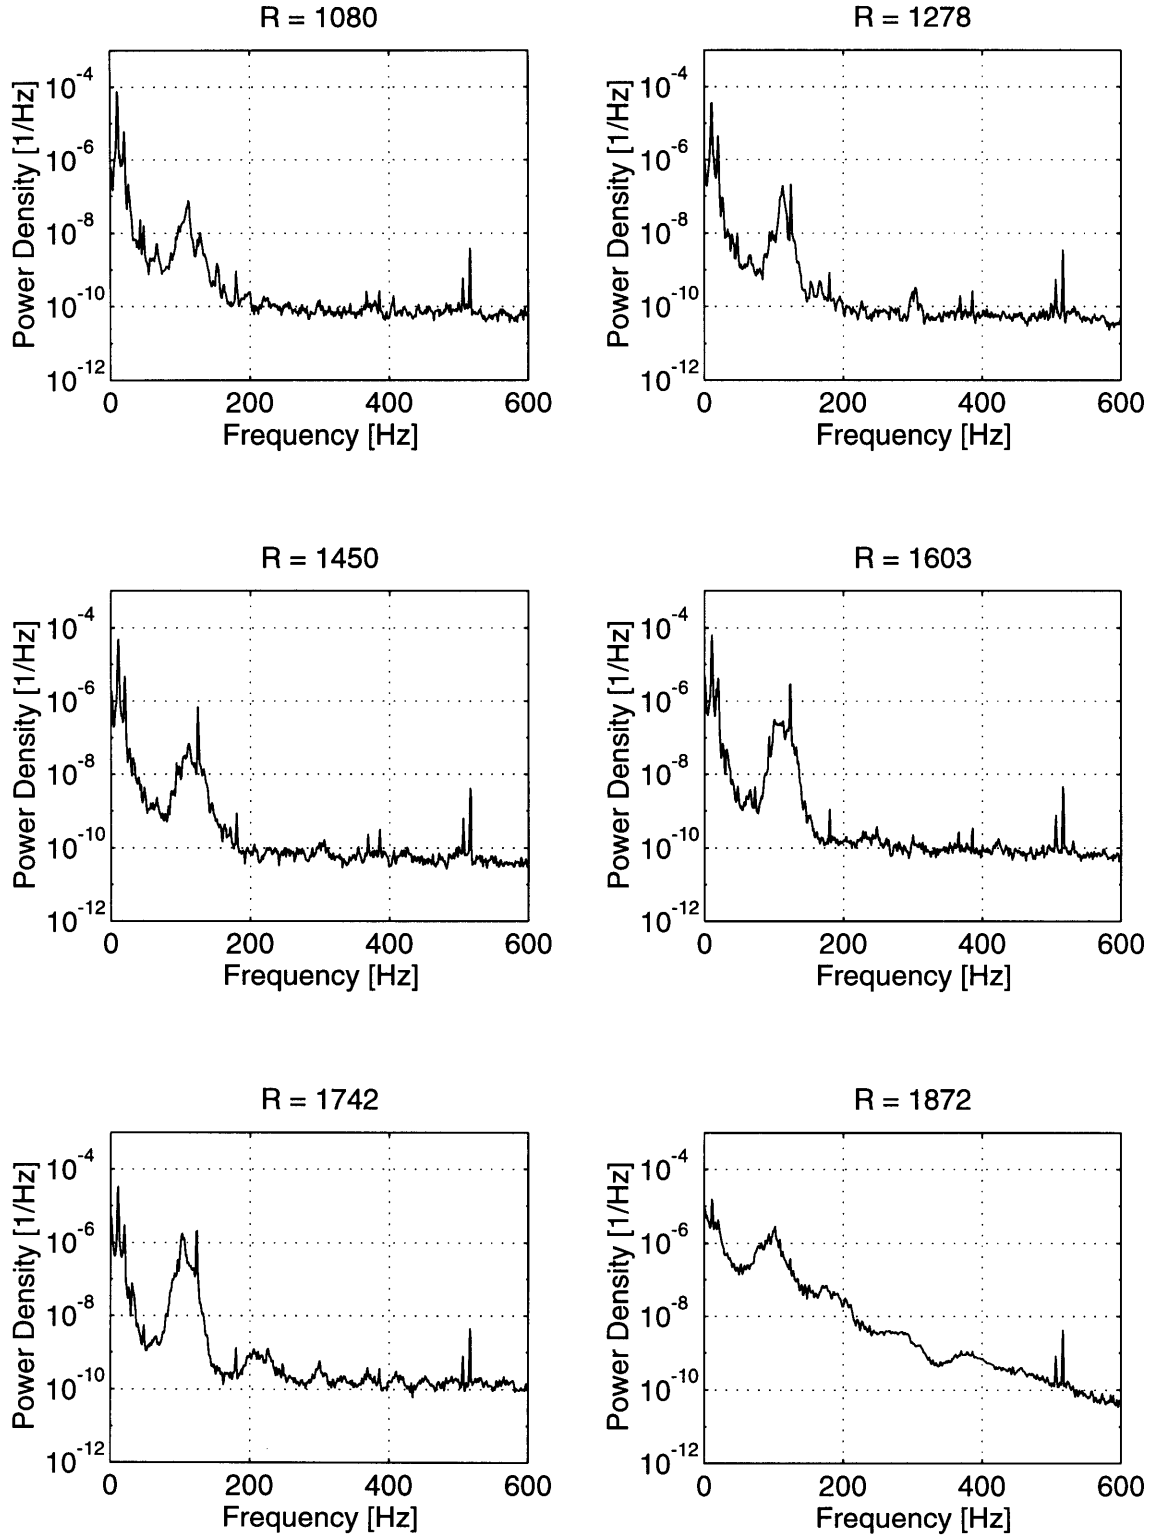 R = 1080
10-4
10-6
10-8
10-10
10-12
Power Density [1/Hz]
0 200 400 600
Frequency [Hz]
R = 1278
10-4
10-6
10-8
10-10
10-12
Power Density [1/Hz]
0 200 400 600
Frequency [Hz]
R = 1450
10-4
10-6
10-8
10-10
10-12
Power Density [1/Hz]
0 200 400 600
Frequency [Hz]
R = 1603
10-4
10-6
10-8
10-10
10-12
Power Density [1/Hz]
0 200 400 600
Frequency [Hz]
R = 1742
10-4
10-6
10-8
10-10
10-12
Power Density [1/Hz]
0 200 400 600
Frequency [Hz]
R = 1872
10-4
10-6
10-8
10-10
10-12
Power Density [1/Hz]
0 200 400 600
Frequency [Hz]